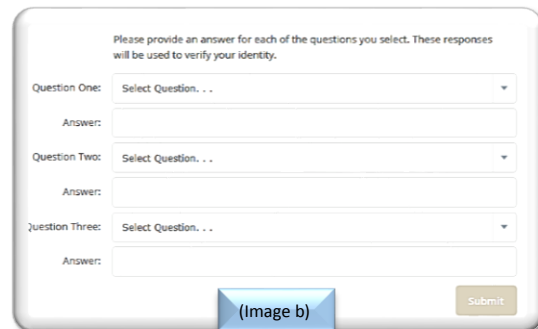 Please provide an answer for each of the questions you select. These responses
will be used to verify your identity.
Question One: Select Question. . .
Answer:
Question Two: Select Question. . .
Answer:
Question Three: Select Question. . .
Answer:
Submit
(Image b)